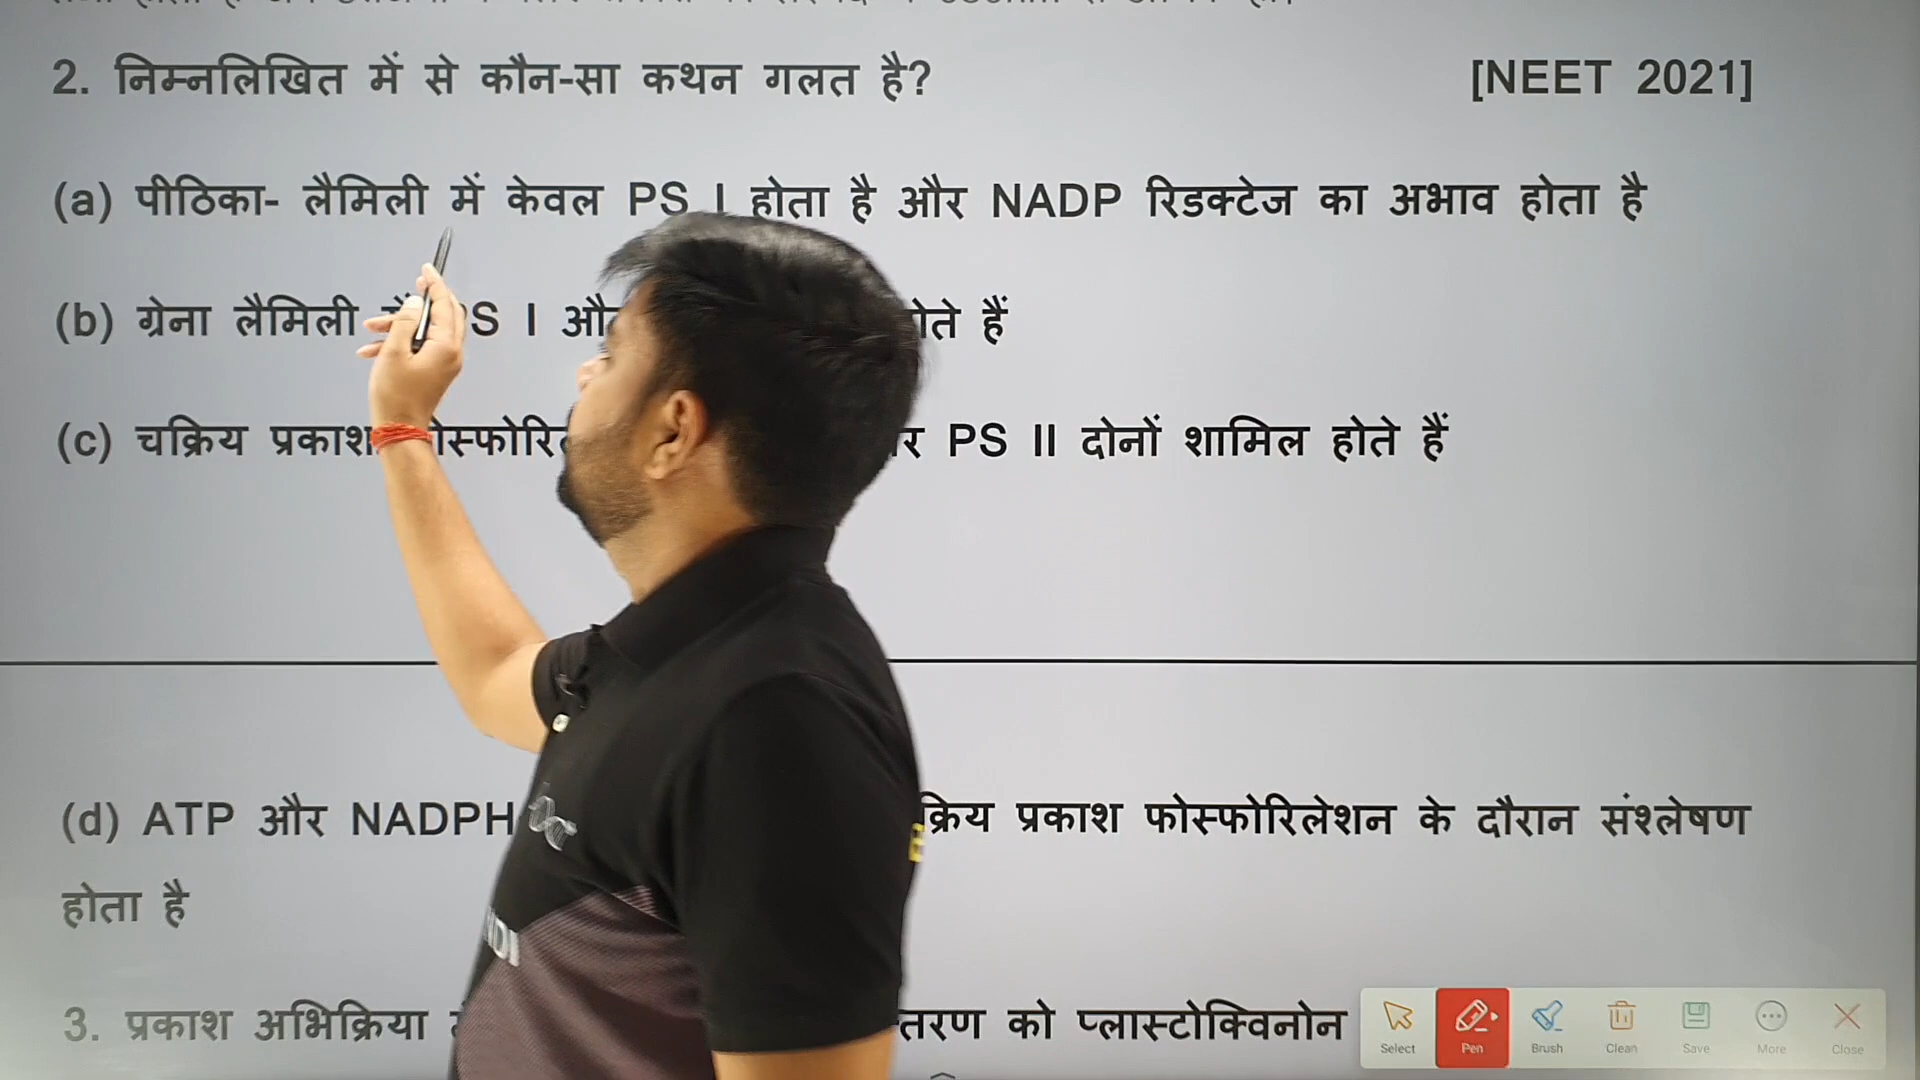 2. निम्नलिखित में से कौन-सा कथन गलत है? [NEET 2021]
(a) पीठिका- लैमिली में केवल PS I होता है और NADP रिडक्टेज का अभाव होता है
(b) ग्रेना लैमिली में PS I हैं
(c) चक्रिय प्रकाश PS II दोनों शामिल होते हैं
(d) ATP और NADPH प्रकाश फोस्फोरिलेशन के दौरान संश्लेषण
होता है
3. प्रकाश अभिक्रिया को प्लास्टोक्विनोन
Select Pen Brush Clean Save More Close